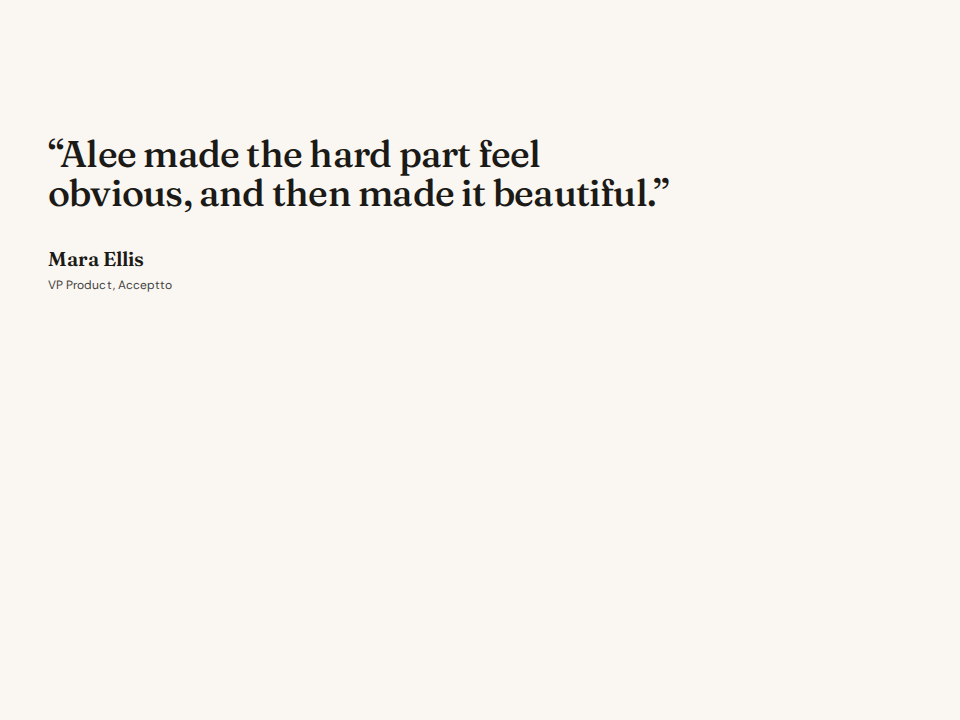 “Alee made the hard part feel
obvious, and then made it beautiful.”
Mara Ellis
VP Product, Acceptto